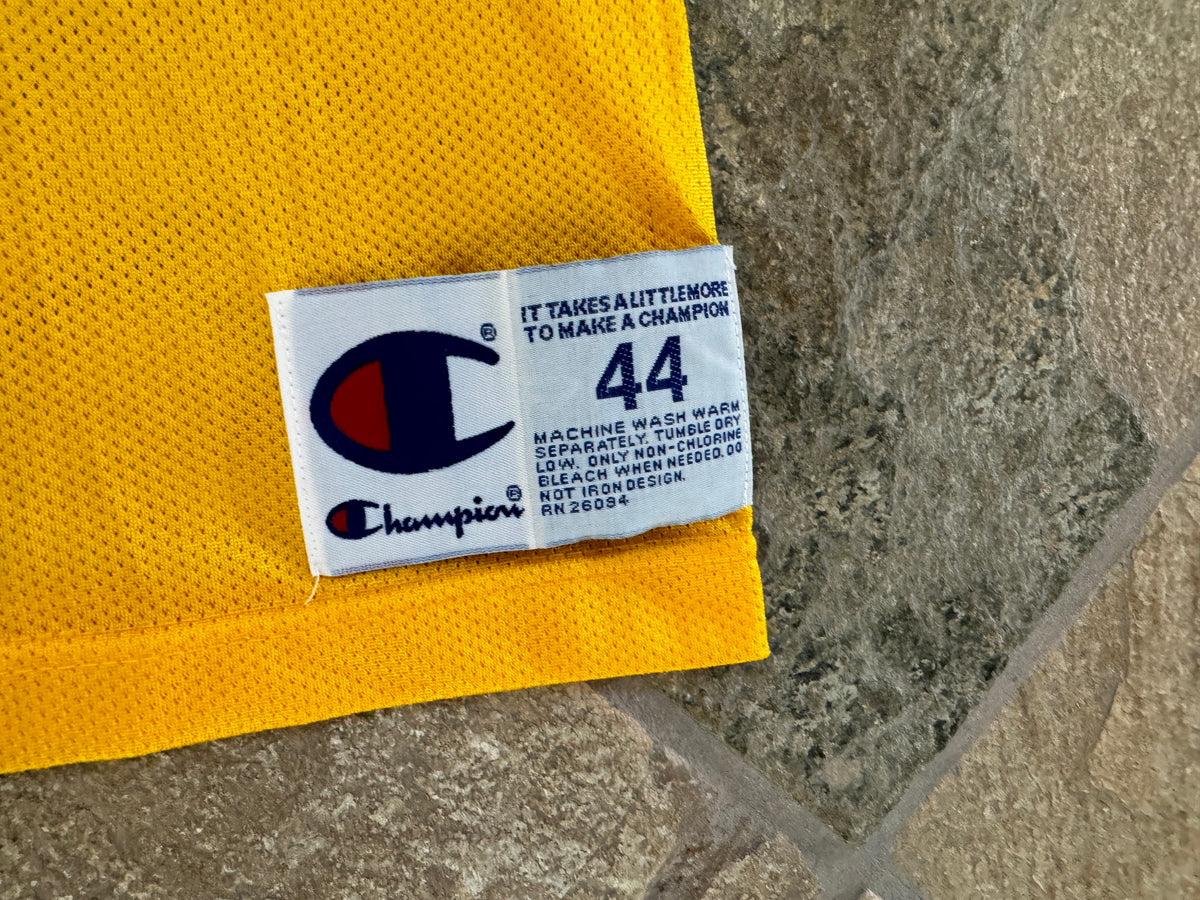 ®
Champion®
IT TAKES A LITTLE MORE
TO MAKE A CHAMPION
44
MACHINE WASH WARM
SEPARATELY. TUMBLE DRY
LOW. ONLY NON-CHLORINE
BLEACH WHEN NEEDED. DO
NOT IRON DESIGN.
RN 26094